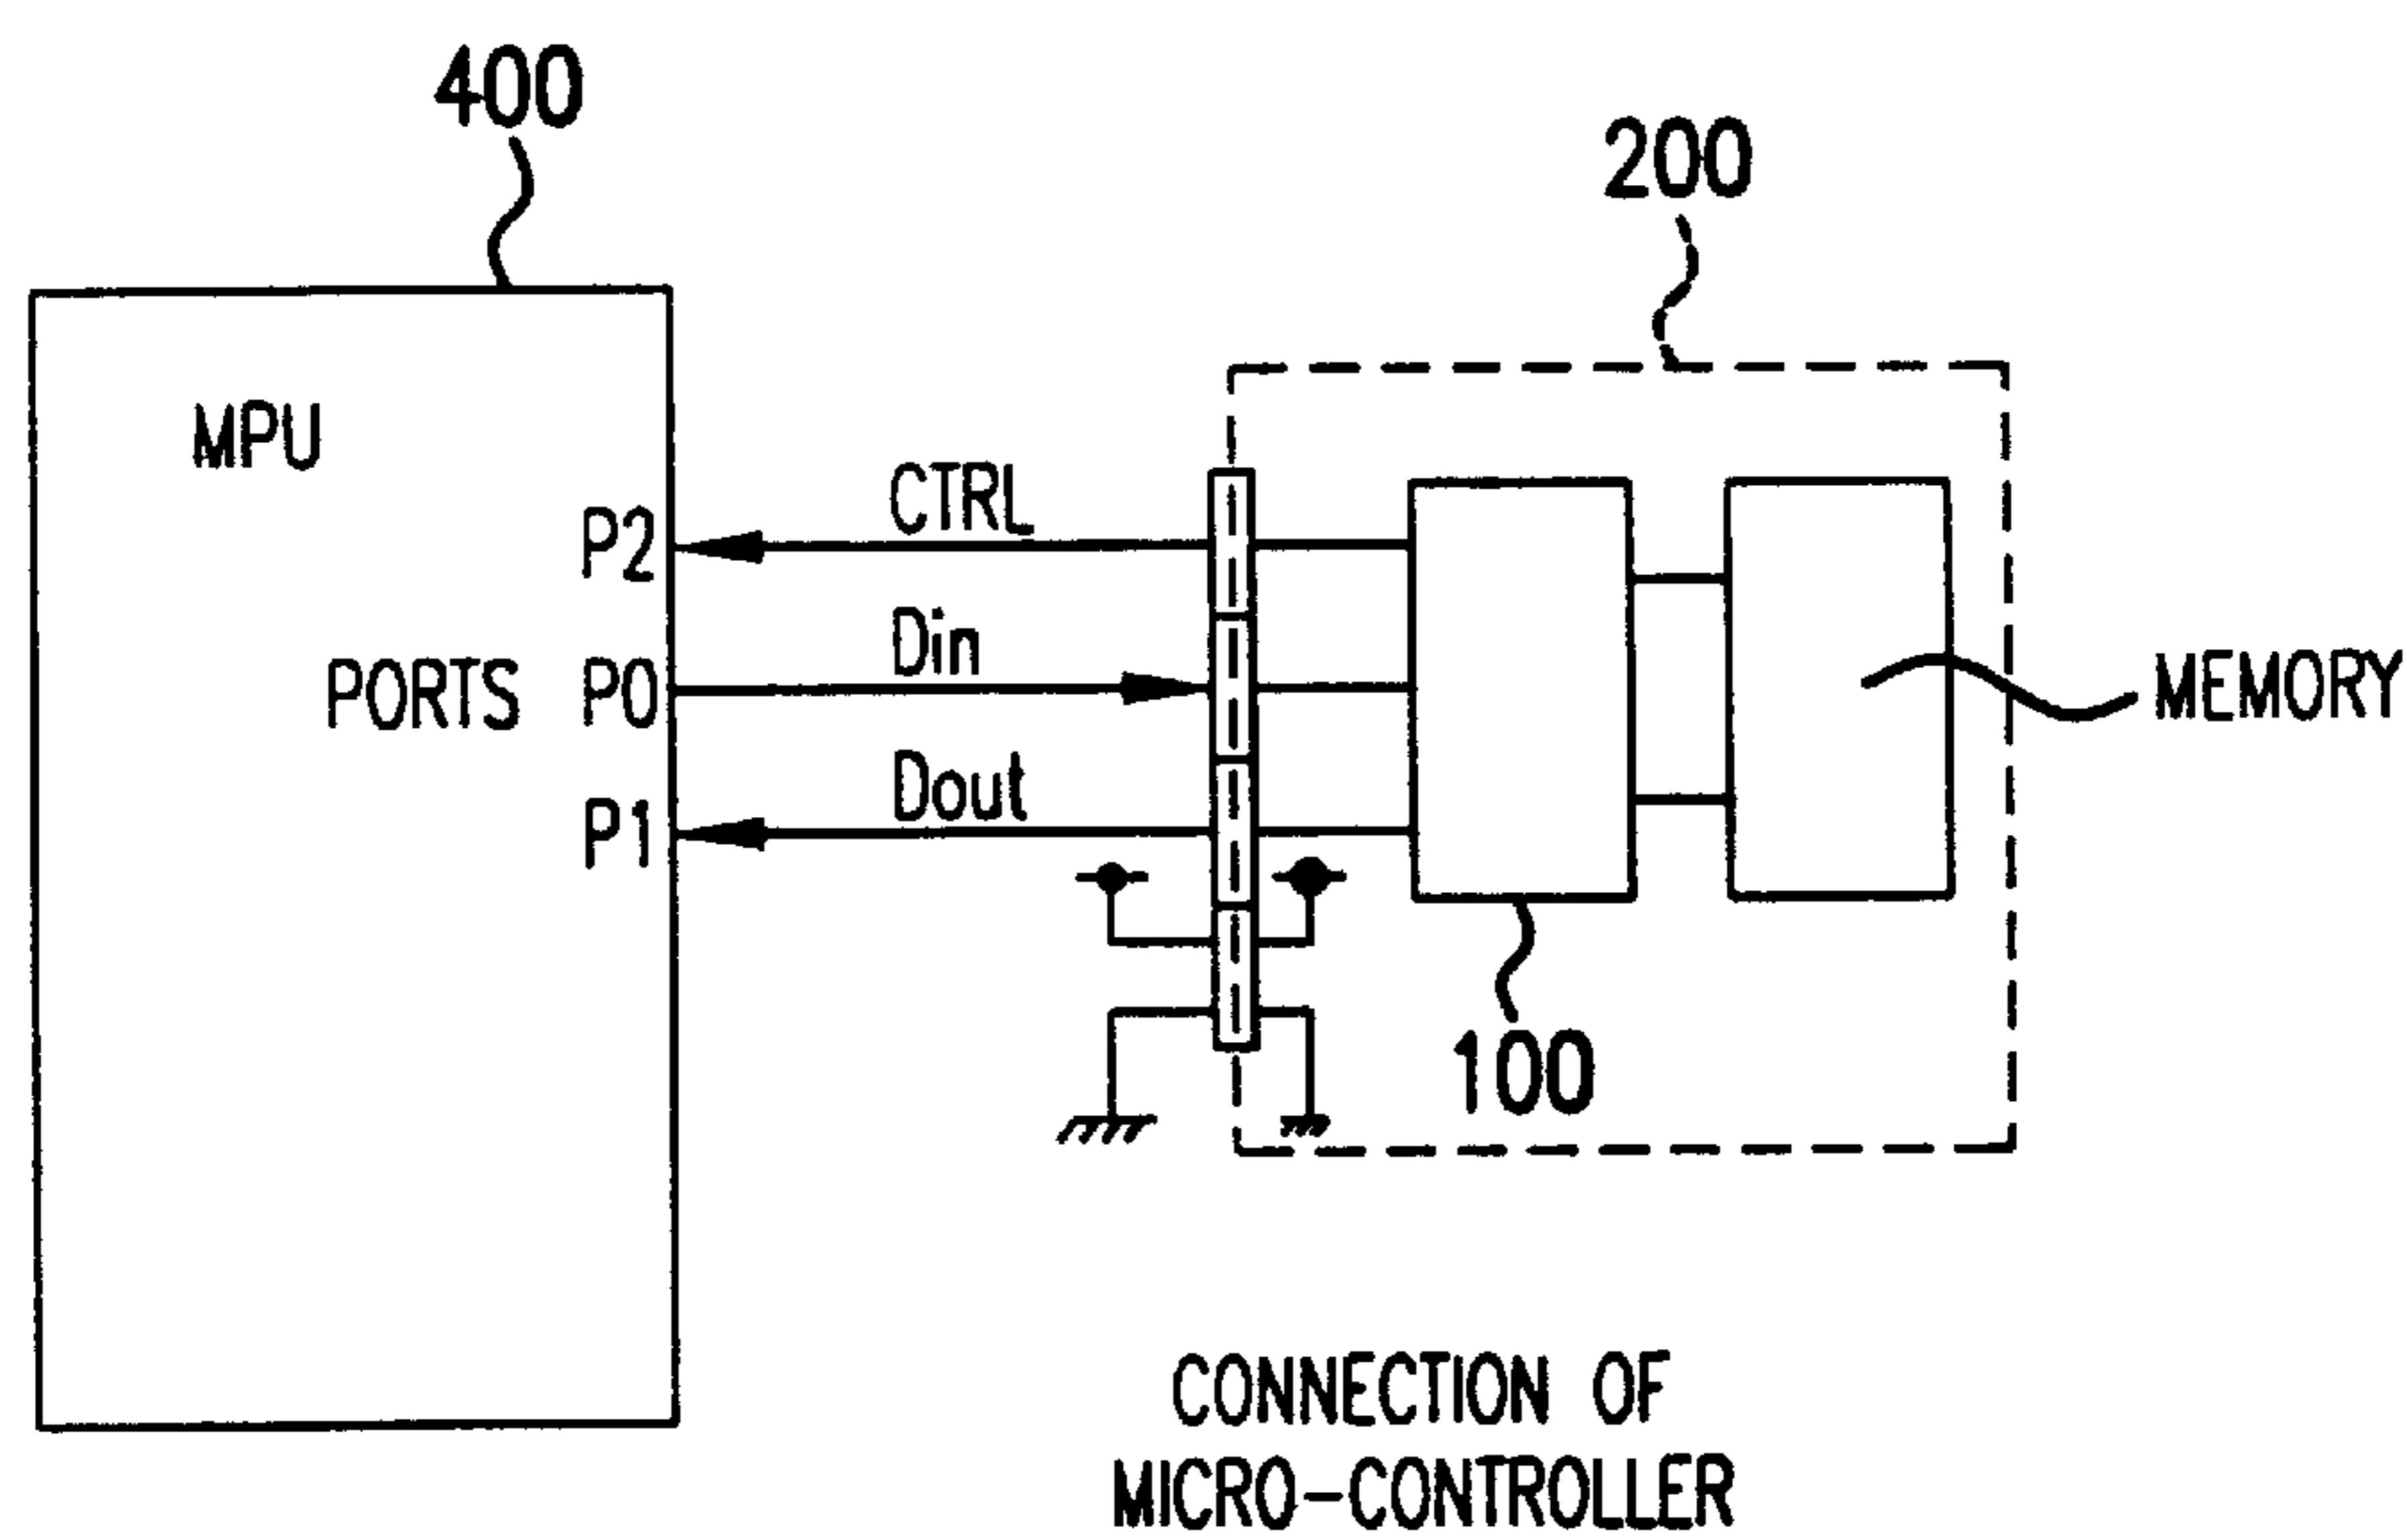 400
200
MPU
CTRL
P2
Din
PORTS P0
MEMORY
Dout
P1
100
CONNECTION OF
MICRO-CONTROLLER